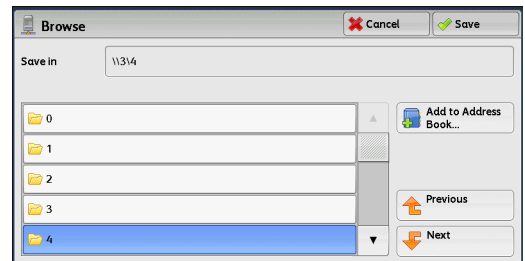 Browse
Cancel
Save
Save in
\\3\4
0
1
2
3
4
Add to Address
Book...
Previous
Next